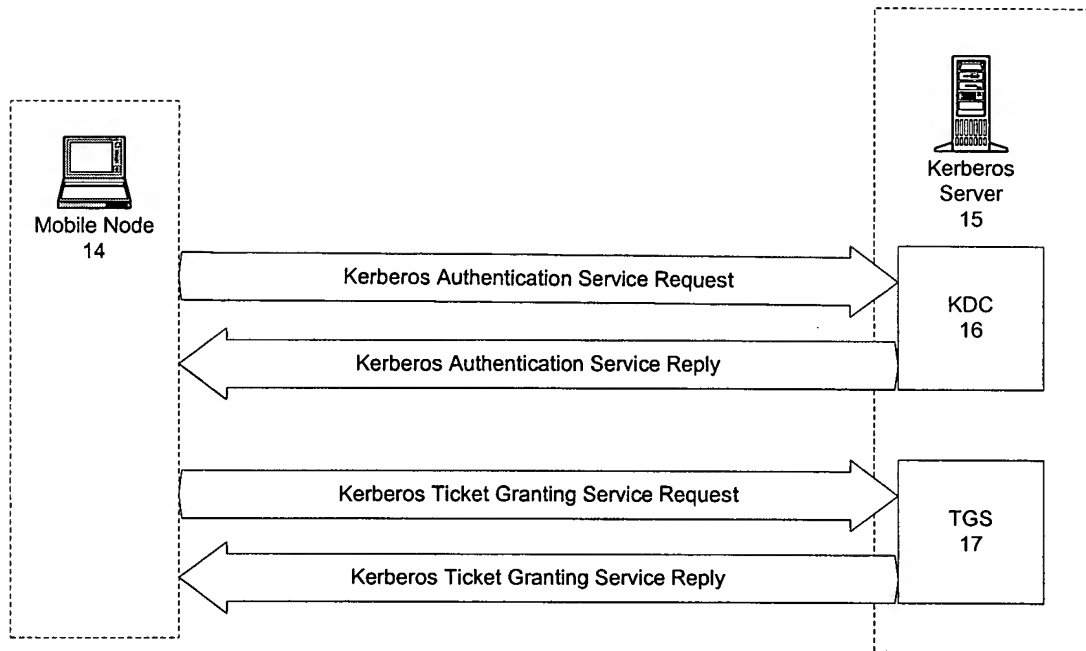 Kerberos
Server
15
Mobile Node
14
Kerberos Authentication Service Request
KDC
16
Kerberos Authentication Service Reply
Kerberos Ticket Granting Service Request
TGS
17
Kerberos Ticket Granting Service Reply